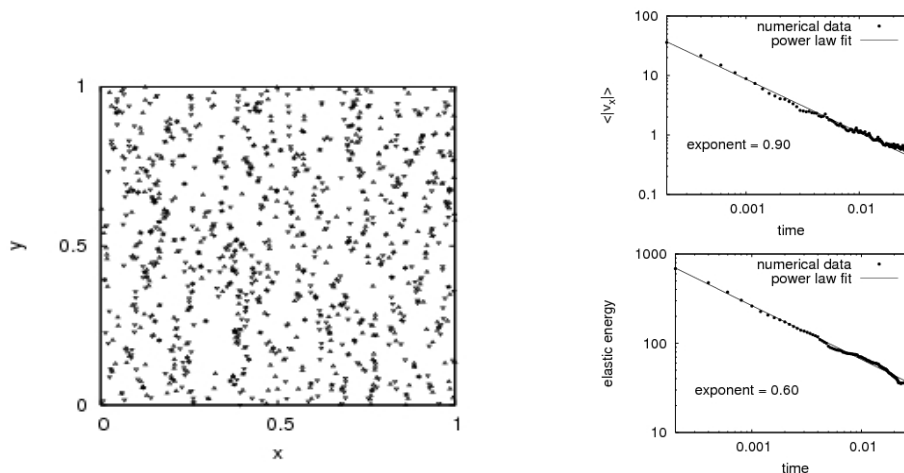 1
0.5
0
y
0
0.5
1
x
100
10
1
0.1
<|v_x|>
numerical data
power law fit
exponent = 0.90
0.001
0.01
time
1000
100
10
elastic energy
numerical data
power law fit
exponent = 0.60
0.001
0.01
time